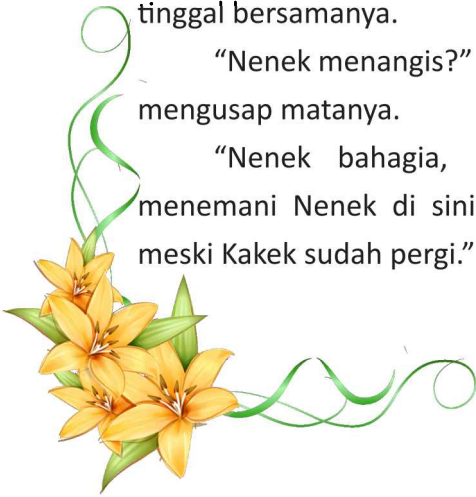 tinggal bersamanya.
“Nenek menangis?”
mengusap matanya.
“Nenek bahagia,
menemani Nenek di sini
meski Kakek sudah pergi.”